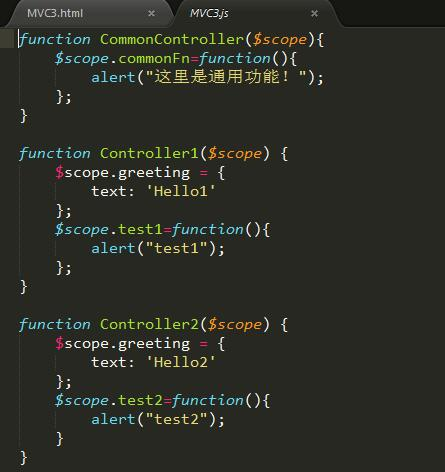 MVC3.html × MVC3.js ×
function CommonController($scope){
    $scope.commonFn=function(){
        alert("这里是通用功能！");
    };
}

function Controller1($scope) {
    $scope.greeting = {
        text: 'Hello1'
    };
    $scope.test1=function(){
        alert("test1");
    };
}

function Controller2($scope) {
    $scope.greeting = {
        text: 'Hello2'
    };
    $scope.test2=function(){
        alert("test2");
    }
}